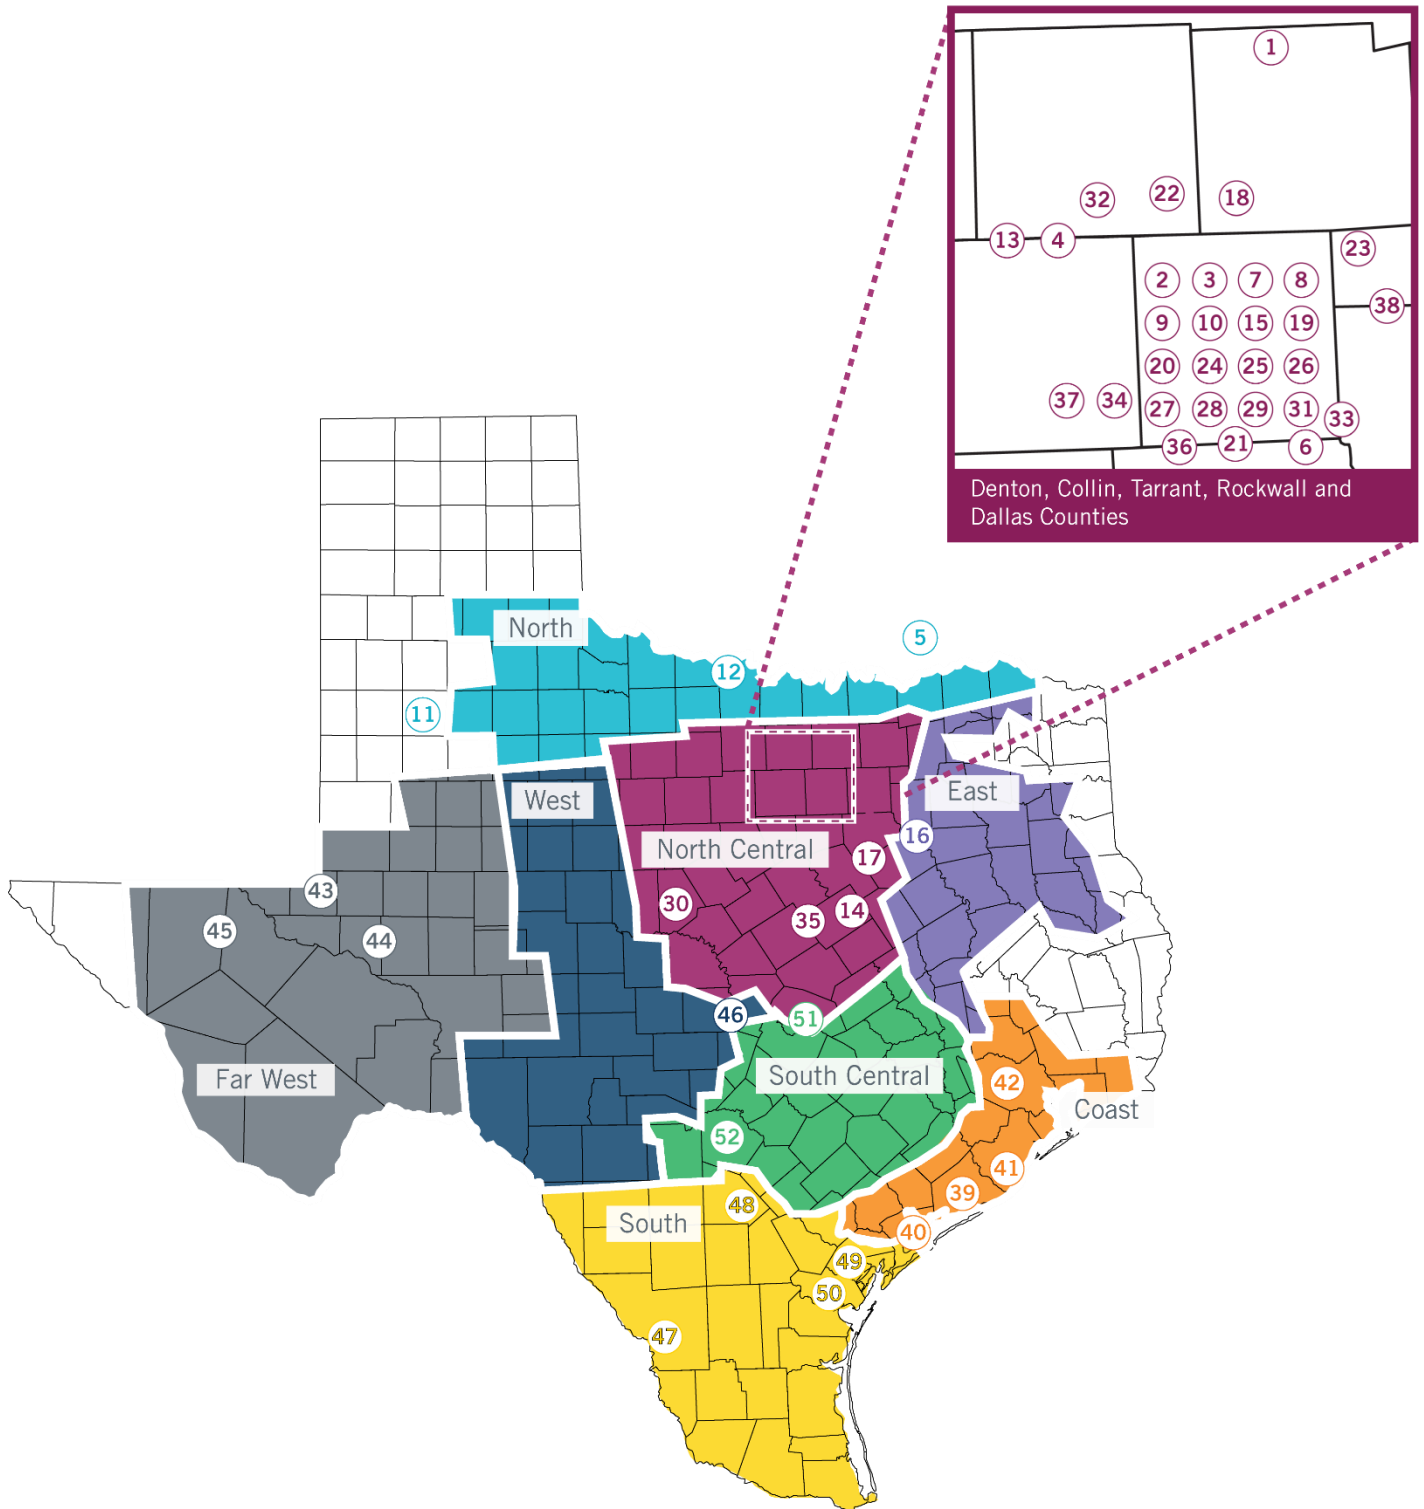 1
32 22 18
13 4
23
2 3 7 8
38
9 10 15 19
20 24 25 26
37 34 27 28 29 31 33
36 21 6
Denton, Collin, Tarrant, Rockwall and
Dallas Counties
North
5
12
11
West
East
16
North Central
17
43
30
14
35
45
44
46
51
Far West
South Central
42
Coast
52
41
39
48
South
40
49
50
47